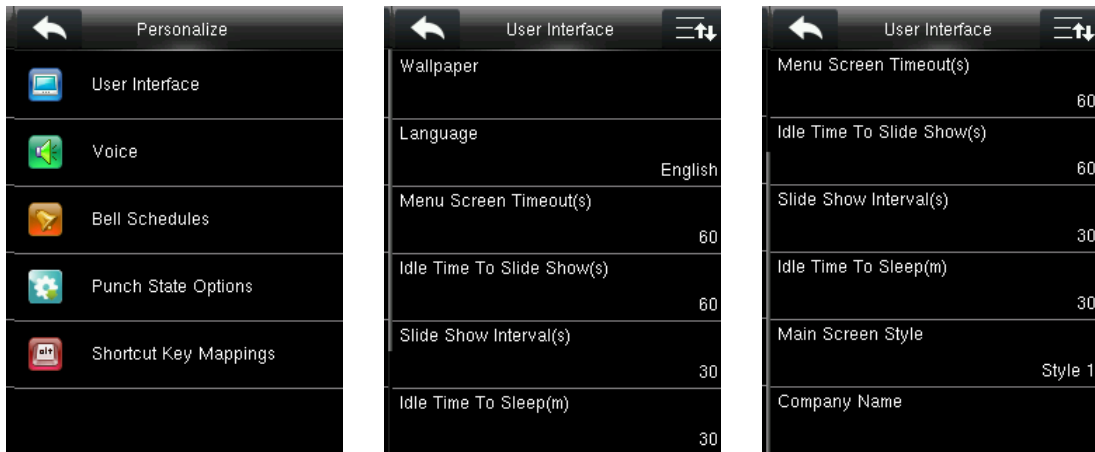 Personalize
User Interface
Voice
Bell Schedules
Punch State Options
alt
Shortcut Key Mappings
User Interface
Wallpaper
Language
English
Menu Screen Timeout(s)
60
Idle Time To Slide Show(s)
60
Slide Show Interval(s)
30
Idle Time To Sleep(m)
30
User Interface
Menu Screen Timeout(s)
60
Idle Time To Slide Show(s)
60
Slide Show Interval(s)
30
Idle Time To Sleep(m)
30
Main Screen Style
Style 1
Company Name